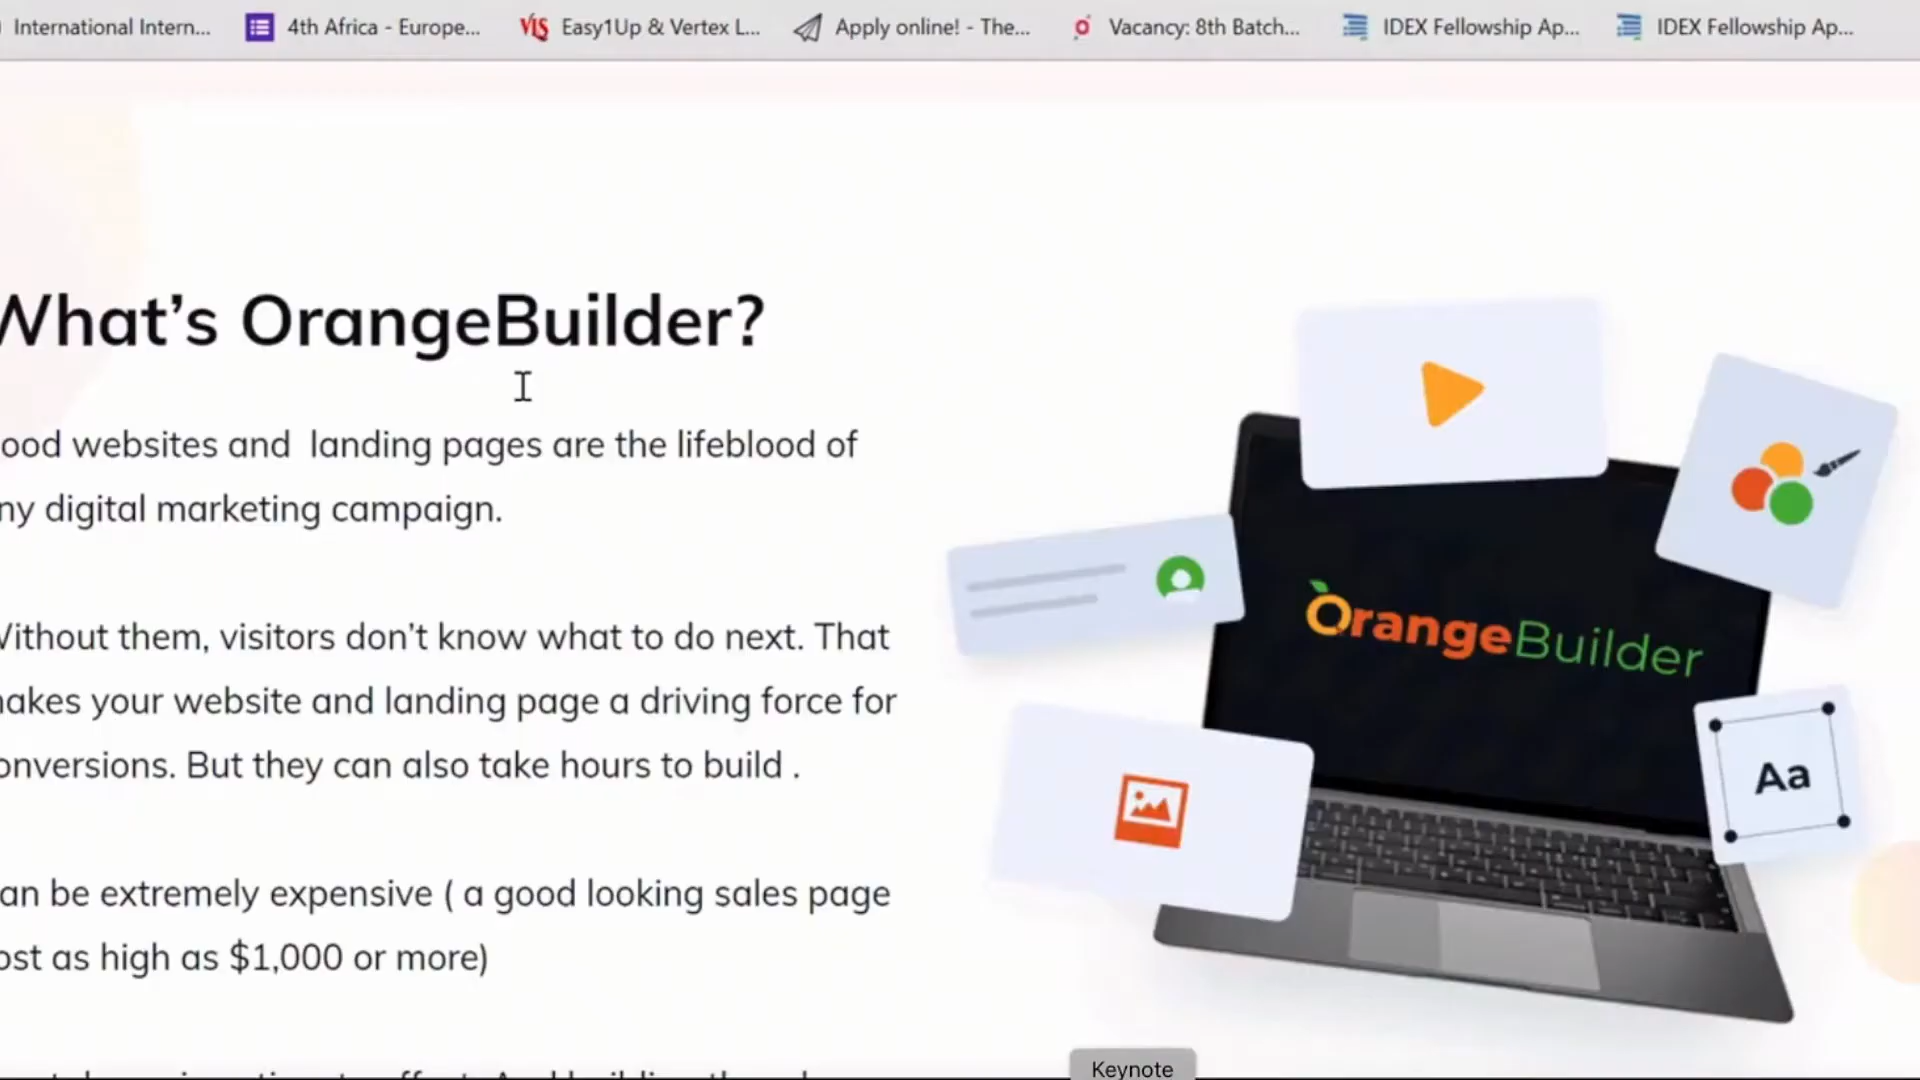 International Intern...
4th Africa - Europe...
VIS
Easy1Up & Vertex L...
Apply online! - The...
Vacancy: 8th Batch...
IDEX Fellowship Ap...
IDEX Fellowship Ap...
What’s OrangeBuilder?
ood websites and landing pages are the lifeblood of
ny digital marketing campaign.
Without them, visitors don’t know what to do next. That
makes your website and landing page a driving force for
onversions. But they can also take hours to build .
an be extremely expensive ( a good looking sales page
ost as high as $1,000 or more)
OrangeBuilder
Aa
Keynote